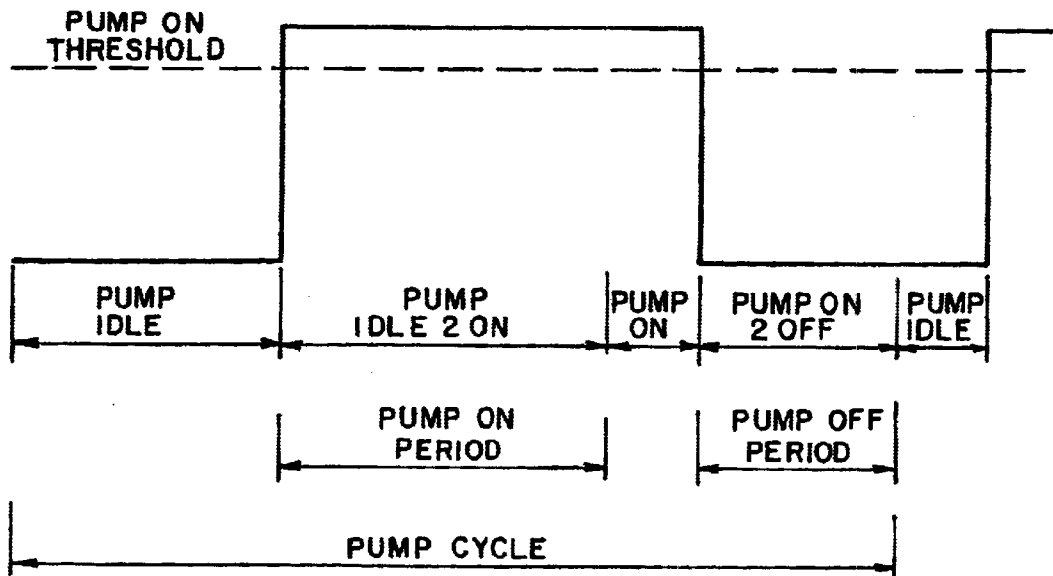 PUMP ON
THRESHOLD
PUMP
IDLE
PUMP
IDLE 2 ON
PUMP
ON
PUMP ON
2 OFF
PUMP
IDLE
PUMP ON
PERIOD
PUMP OFF
PERIOD
PUMP CYCLE